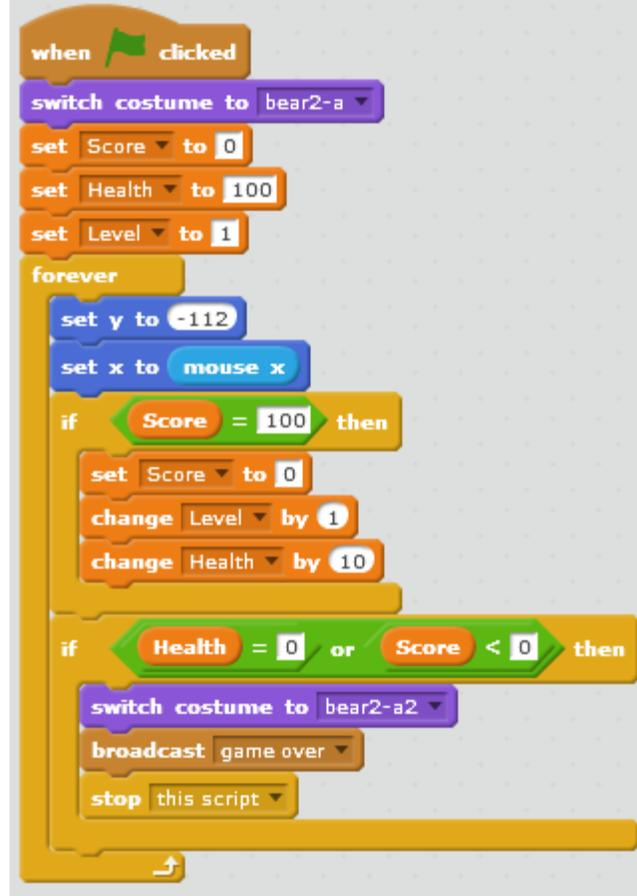 when clicked
switch costume to bear2-a
set Score to 0
set Health to 100
set Level to 1
forever
set y to -112
set x to mouse x
if Score = 100 then
set Score to 0
change Level by 1
change Health by 10
if Health = 0 or Score < 0 then
switch costume to bear2-a2
broadcast game over
stop this script